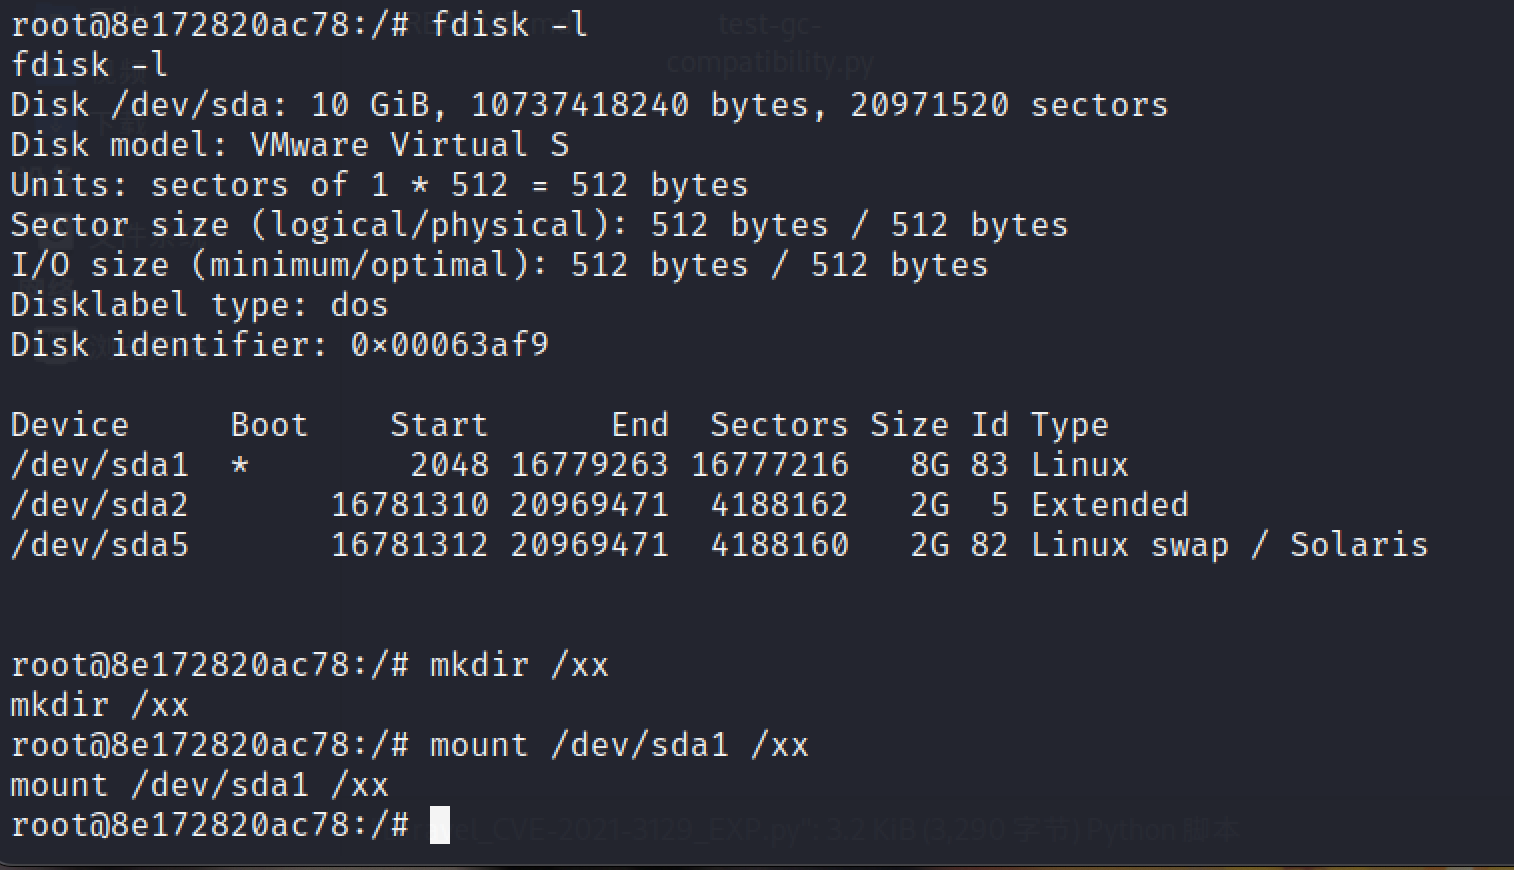 root@8e172820ac78:/# fdisk -l
fdisk -l
Disk /dev/sda: 10 GiB, 10737418240 bytes, 20971520 sectors
Disk model: VMware Virtual S
Units: sectors of 1 * 512 = 512 bytes
Sector size (logical/physical): 512 bytes / 512 bytes
I/O size (minimum/optimal): 512 bytes / 512 bytes
Disklabel type: dos
Disk identifier: 0×00063af9
Device Boot Start End Sectors Size Id Type
/dev/sda1 * 2048 16779263 16777216 8G 83 Linux
/dev/sda2 16781310 20969471 4188162 2G 5 Extended
/dev/sda5 16781312 20969471 4188160 2G 82 Linux swap / Solaris
root@8e172820ac78:/# mkdir /xx
mkdir /xx
root@8e172820ac78:/# mount /dev/sda1 /xx
mount /dev/sda1 /xx
root@8e172820ac78:/#
test-gc-
compatibility.py